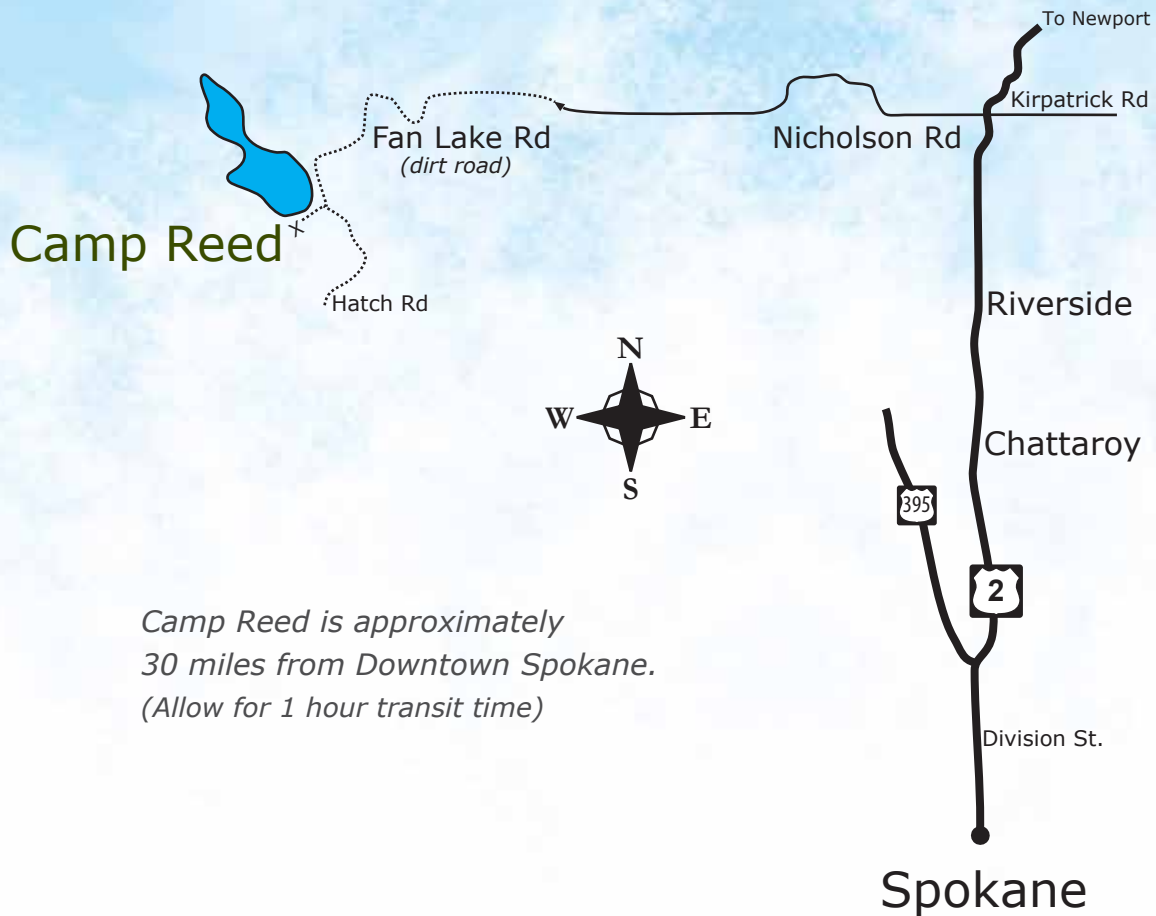 To Newport
Kirpatrick Rd
Fan Lake Rd
(dirt road)
Nicholson Rd
Camp Reed
X
Hatch Rd
Riverside
N
W
E
S
Chattaroy
395
2
Camp Reed is approximately
30 miles from Downtown Spokane.
(Allow for 1 hour transit time)
Division St.
Spokane